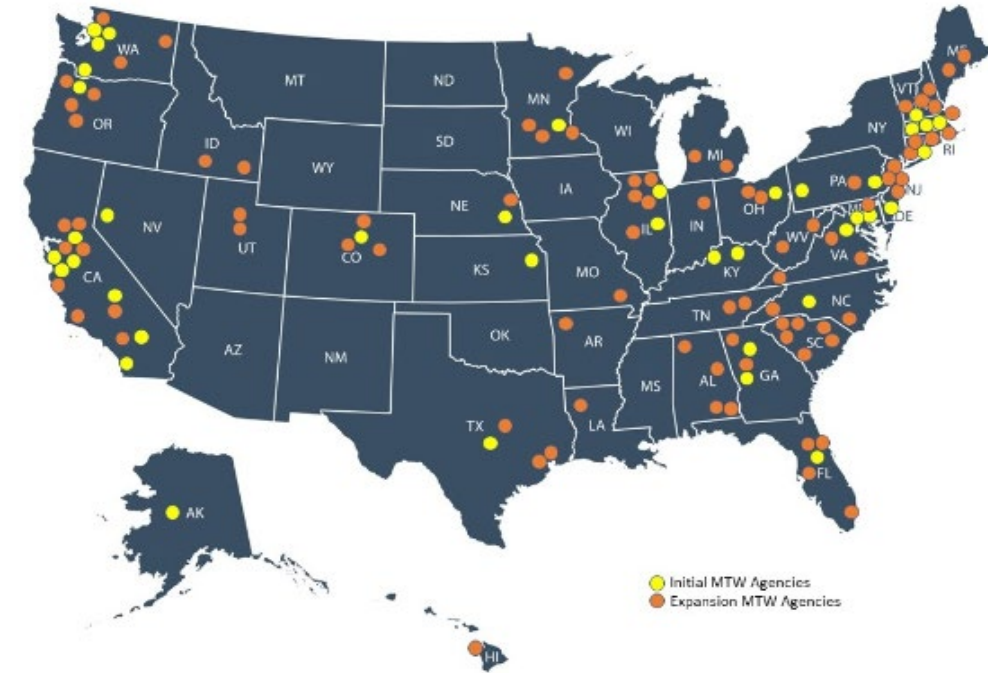 WA
MT
ND
MN
ME
VT
OR
ID
SD
WI
MI
NY
WY
RI
IA
PA
NJ
NE
NV
UT
CO
IL
IN
OH
DE
WV
VA
CA
KS
MO
KY
NC
TN
AZ
NM
OK
AR
SC
MS
AL
GA
TX
LA
FL
AK
HI
Initial MTW Agencies
Expansion MTW Agencies